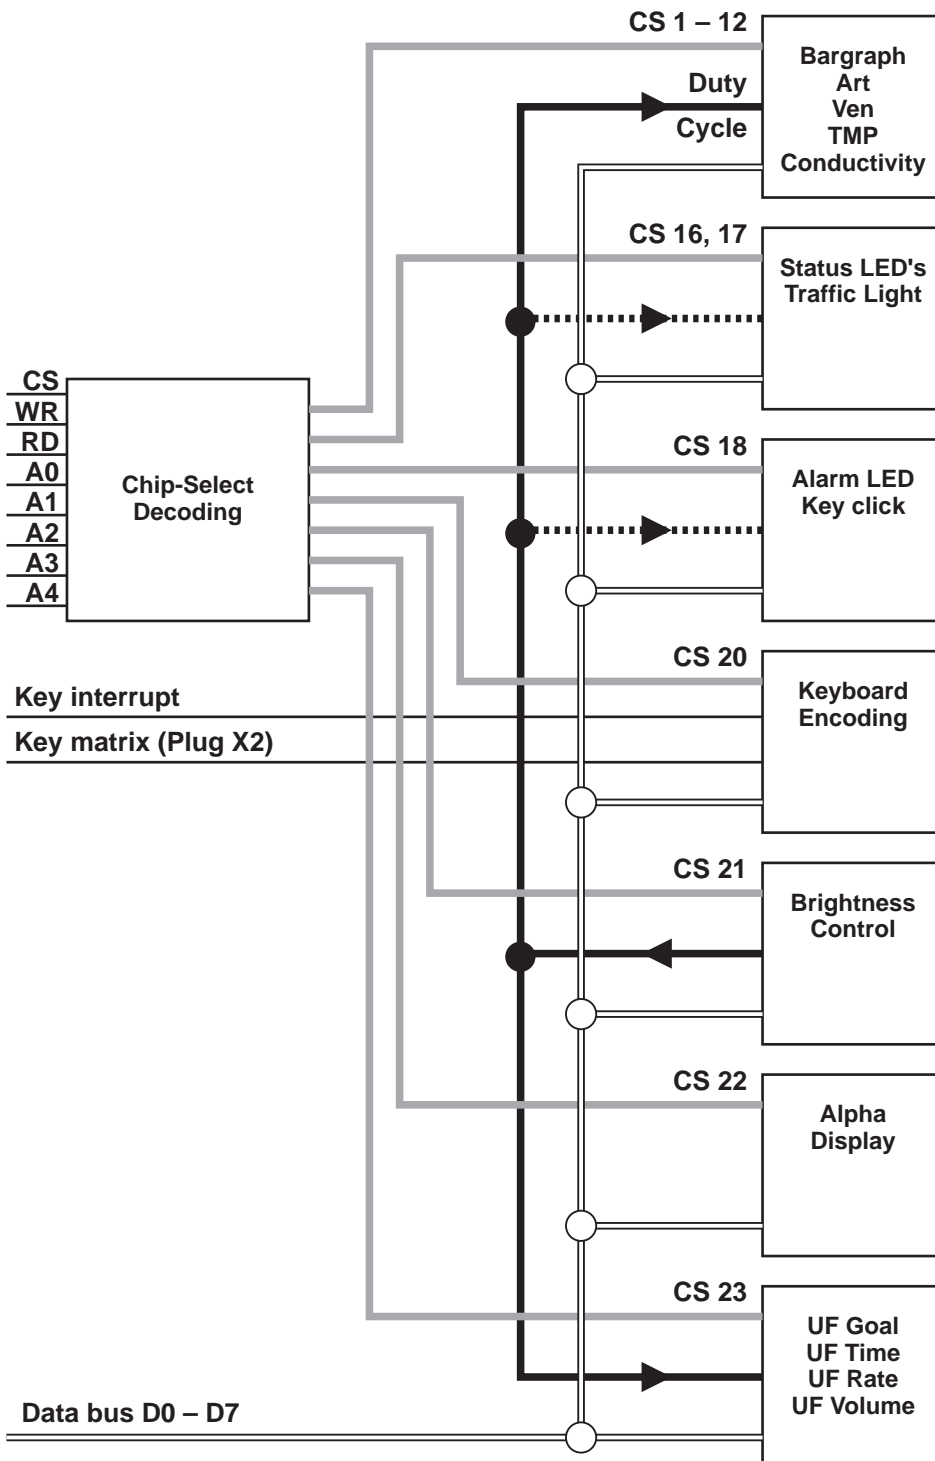 CS 1 – 12
Bargraph
Art
Ven
TMP
Conductivity
Duty
Cycle
CS 16, 17
Status LED's
Traffic Light
CS
WR
RD
A0
A1
A2
A3
A4
Chip-Select
Decoding
CS 18
Alarm LED
Key click
CS 20
Keyboard
Encoding
Key interrupt
Key matrix (Plug X2)
CS 21
Brightness
Control
CS 22
Alpha
Display
CS 23
UF Goal
UF Time
UF Rate
UF Volume
Data bus D0 – D7